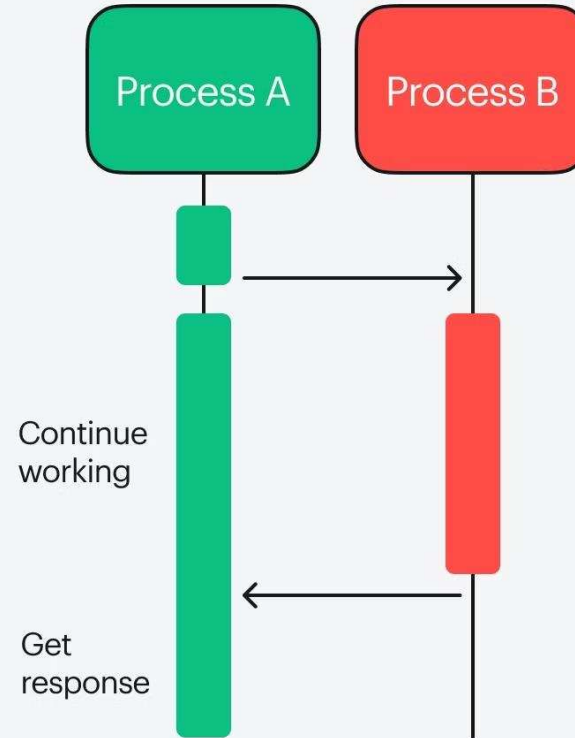 Process A
Process B
Continue
working
Get
response